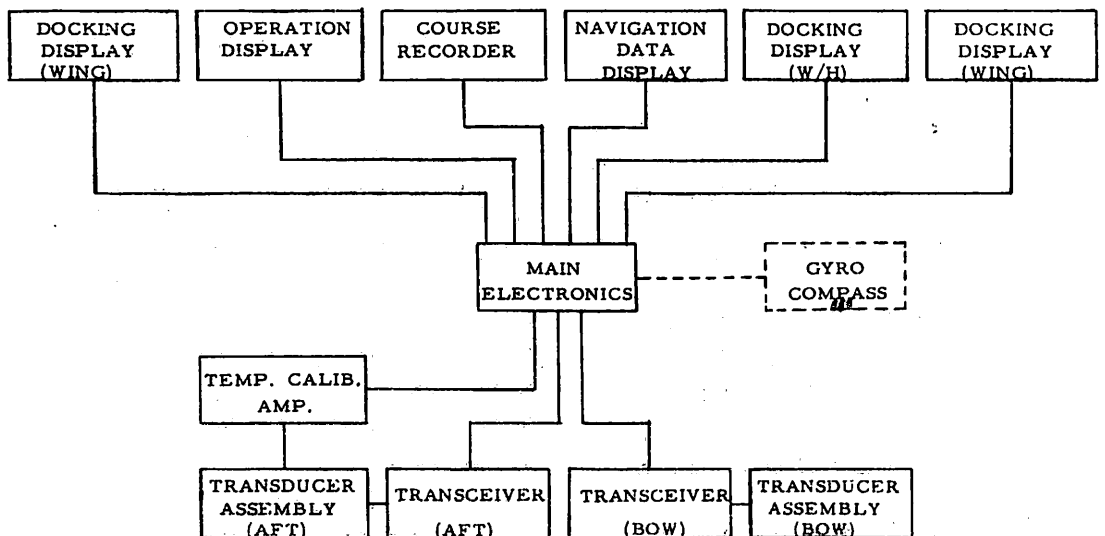 DOCKING
DISPLAY
(WING)
OPERATION
DISPLAY
COURSE
RECORDER
NAVIGATION
DATA
DISPLAY
DOCKING
DISPLAY
(W/H)
DOCKING
DISPLAY
(WING)
MAIN
ELECTRONICS
GYRO
COMPASS
TEMP. CALIB.
AMP.
TRANSDUCER
ASSEMBLY
(AFT)
TRANSCEIVER
(AFT)
TRANSCEIVER
(BOW)
TRANSDUCER
ASSEMBLY
(BOW)